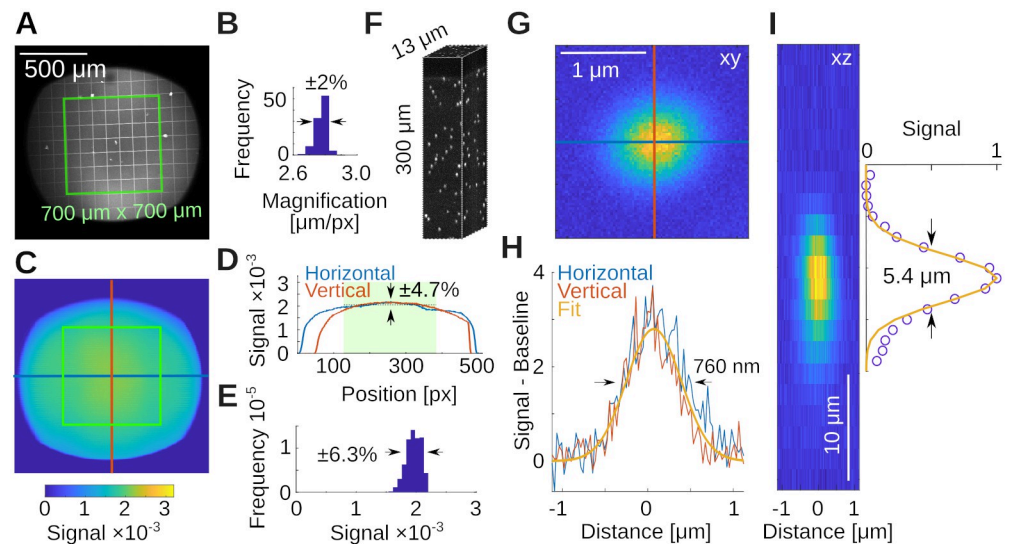 A
500 μm
700 μm x 700 μm
B
±2%
Frequency
50
0
2.6
3.0
Magnification
[μm/px]
C
0
1
2
3
Signal ×10⁻³
D
Horizontal
Vertical
±4.7%
Signal ×10⁻³
3
2
1
0
100
300
500
Position [px]
E
Frequency 10⁻⁵
1
0
±6.3%
0
1
2
3
Signal ×10⁻³
F
13 μm
300 μm
G
1 μm
xy
H
Horizontal
Vertical
Fit
760 nm
Signal - Baseline
4
2
0
-1
0
1
Distance [μm]
I
xz
10 μm
-1
0
1
Distance [μm]
Signal
0
1
5.4 μm